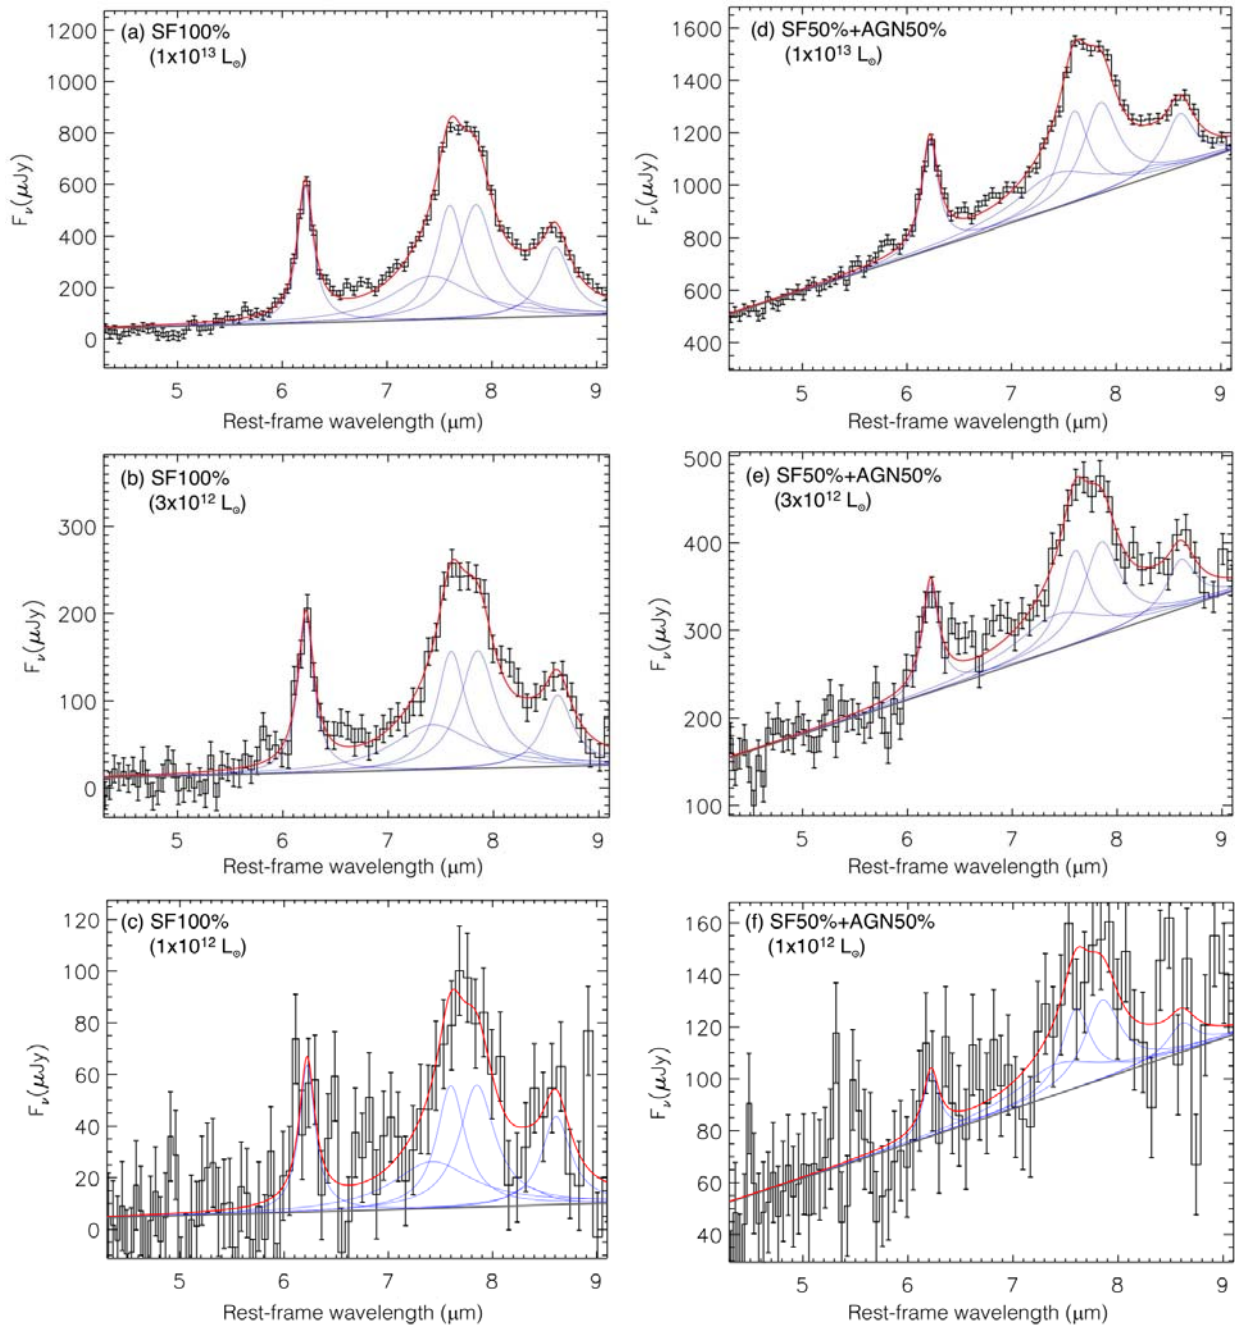 (a) SF100%
(1x10¹³ L☉)
1200
1000
800
600
400
200
0
Fν(μJy)
5 6 7 8 9
Rest-frame wavelength (μm)
(d) SF50%+AGN50%
(1x10¹³ L☉)
1600
1400
1200
1000
800
600
400
Fν(μJy)
5 6 7 8 9
Rest-frame wavelength (μm)
(b) SF100%
(3x10¹² L☉)
300
200
100
0
Fν(μJy)
5 6 7 8 9
Rest-frame wavelength (μm)
(e) SF50%+AGN50%
(3x10¹² L☉)
500
400
300
200
100
Fν(μJy)
5 6 7 8 9
Rest-frame wavelength (μm)
(c) SF100%
(1x10¹² L☉)
120
100
80
60
40
20
0
Fν(μJy)
5 6 7 8 9
Rest-frame wavelength (μm)
(f) SF50%+AGN50%
(1x10¹² L☉)
160
140
120
100
80
60
40
Fν(μJy)
5 6 7 8 9
Rest-frame wavelength (μm)